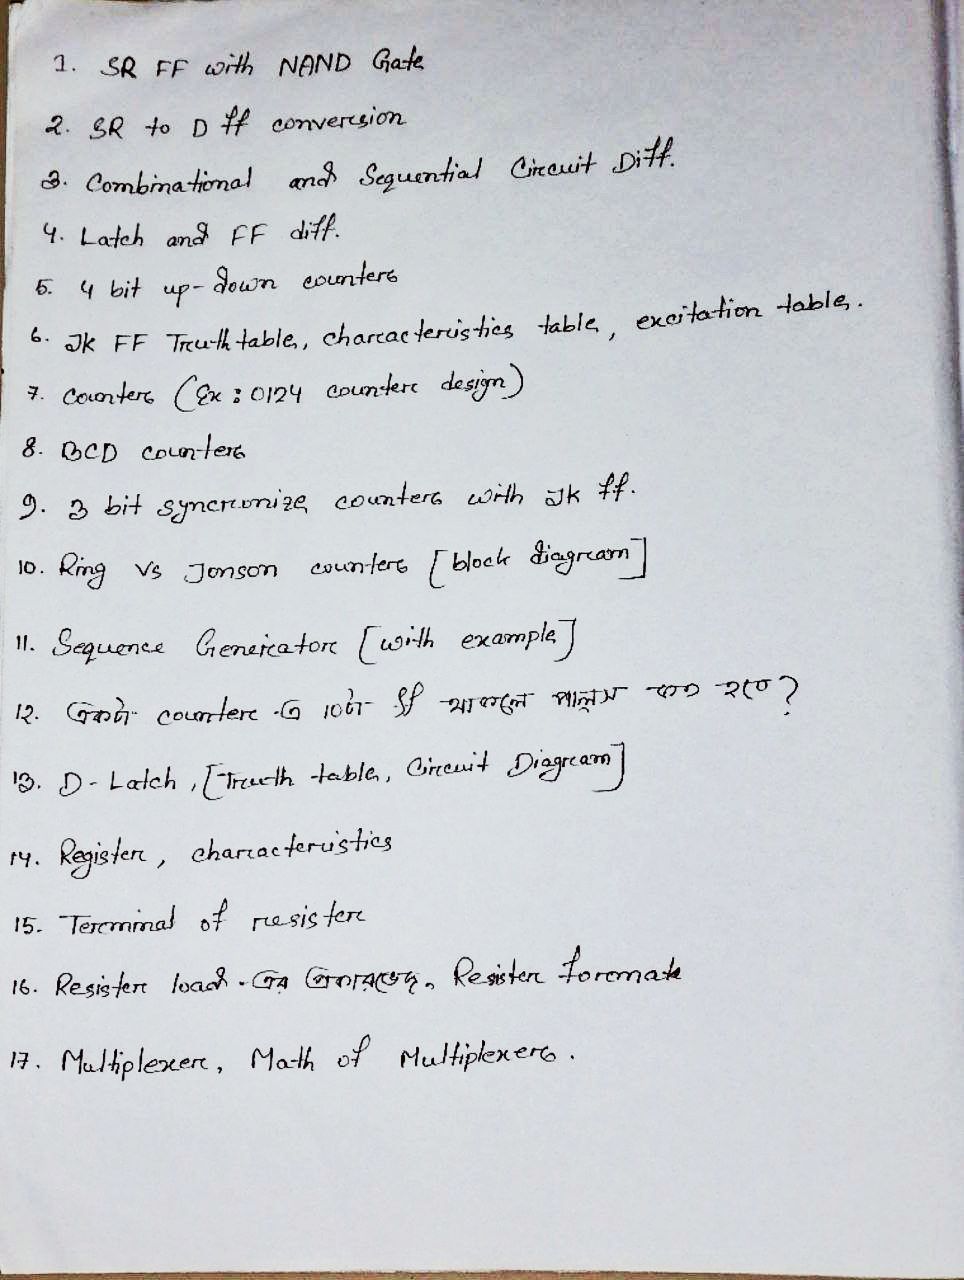 1. SR FF with NAND Gate
2. SR to D ff conversion
3. Combinational and Sequential Circuit Diff.
4. Latch and FF diff.
5. 4 bit up-down counters
6. Jk FF Truth table, characteristics table, excitation table.
7. Counters (Ex: 0124 counter design)
8. BCD counters
9. 3 bit syncronize counters with Jk ff.
10. Ring vs Jonson counters [block diagram]
11. Sequence Generator [with example]
12. একটা counter এ 10টা ff থাকলে পালস কত হবে?
13. D-Latch, [Truth table, Circuit Diagram]
14. Register, characteristics
15. Terminal of resister
16. Resister load এর প্রকারভেদ, Resister formate
17. Multiplexer, Math of Multiplexers.